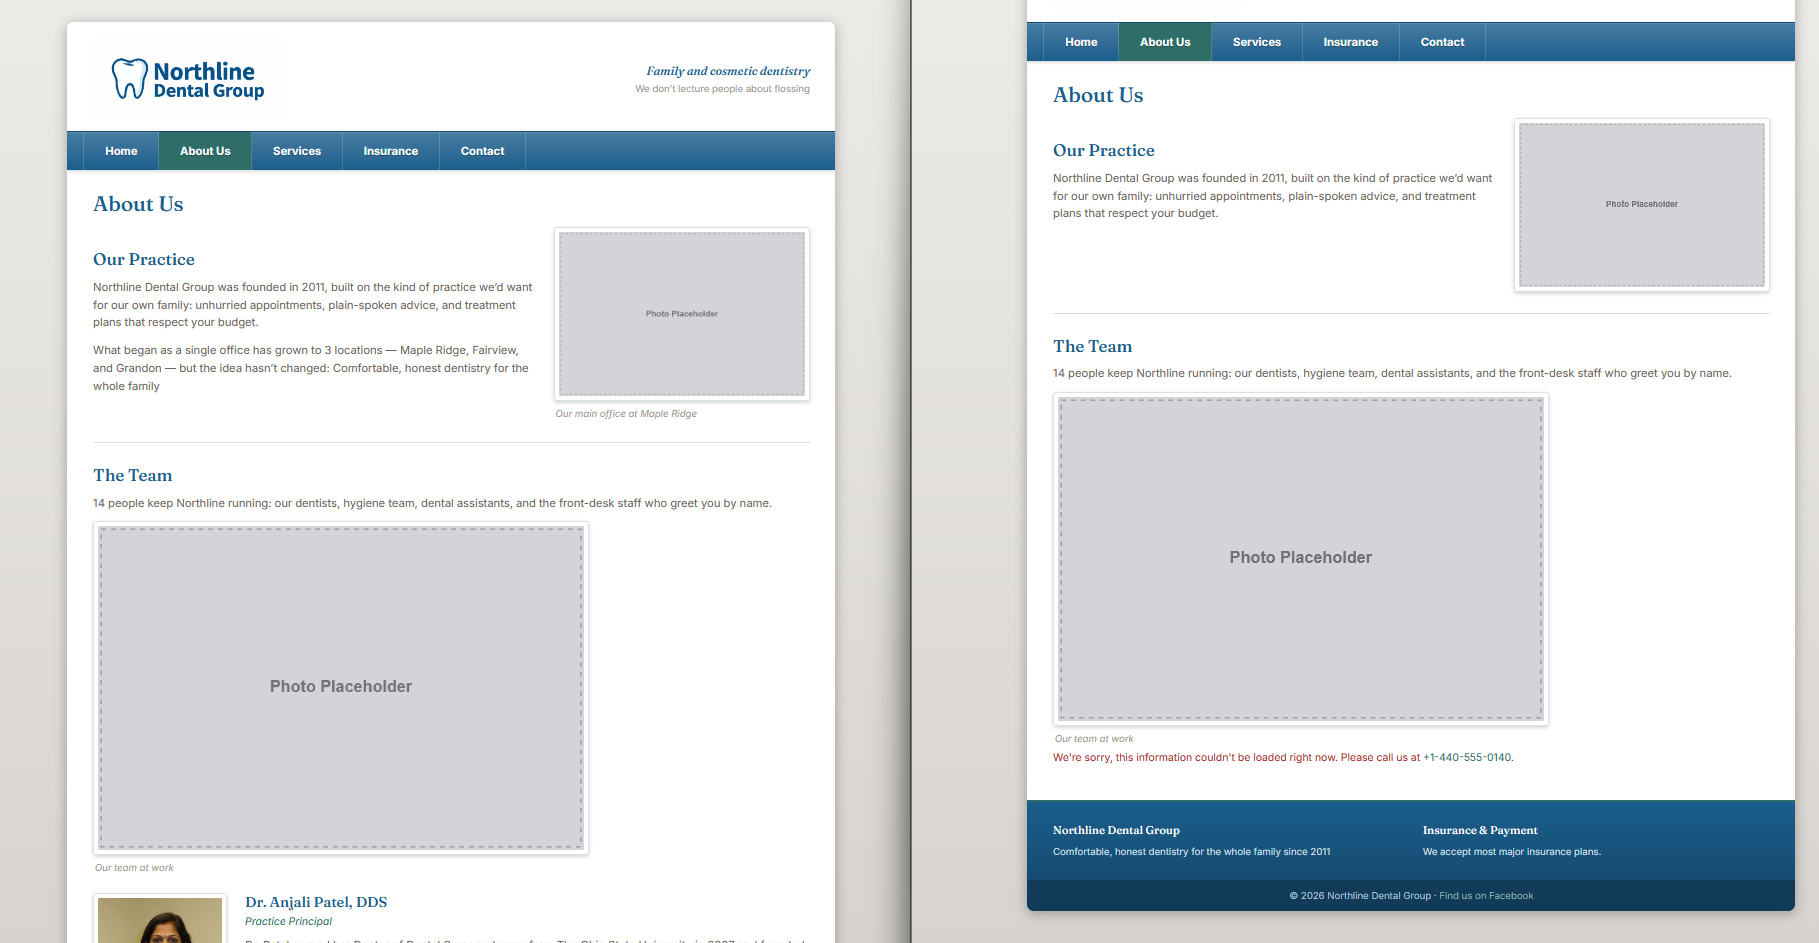 Northline
Dental Group
Family and cosmetic dentistry
We don't lecture people about flossing
Home
About Us
Services
Insurance
Contact
About Us
Our Practice
Northline Dental Group was founded in 2011, built on the kind of practice we'd want
for our own family: unhurried appointments, plain-spoken advice, and treatment
plans that respect your budget.
What began as a single office has grown to 3 locations — Maple Ridge, Fairview,
and Grandon — but the idea hasn't changed: Comfortable, honest dentistry for the
whole family
Photo Placeholder
Our main office at Maple Ridge
The Team
14 people keep Northline running: our dentists, hygiene team, dental assistants, and the front-desk staff who greet you by name.
Photo Placeholder
Our team at work
Dr. Anjali Patel, DDS
Practice Principal
Home
About Us
Services
Insurance
Contact
About Us
Our Practice
Northline Dental Group was founded in 2011, built on the kind of practice we'd want
for our own family: unhurried appointments, plain-spoken advice, and treatment
plans that respect your budget.
Photo Placeholder
The Team
14 people keep Northline running: our dentists, hygiene team, dental assistants, and the front-desk staff who greet you by name.
Photo Placeholder
Our team at work
We're sorry, this information couldn't be loaded right now. Please call us at +1-440-555-0140.
Northline Dental Group
Comfortable, honest dentistry for the whole family since 2011
Insurance & Payment
We accept most major insurance plans.
© 2026 Northline Dental Group · Find us on Facebook